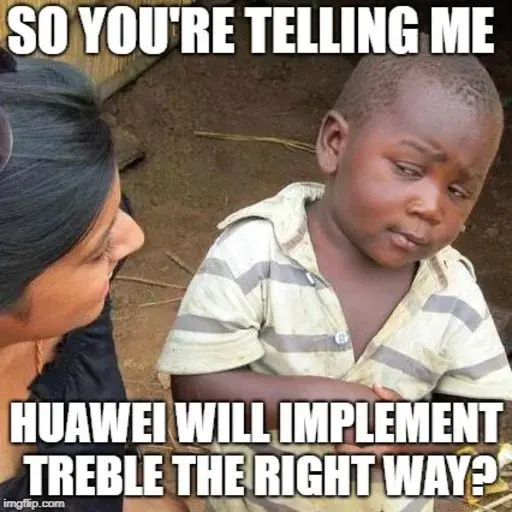 SO YOU'RE TELLING ME
HUAWEI WILL IMPLEMENT
TREBLE THE RIGHT WAY?
imgflip.com